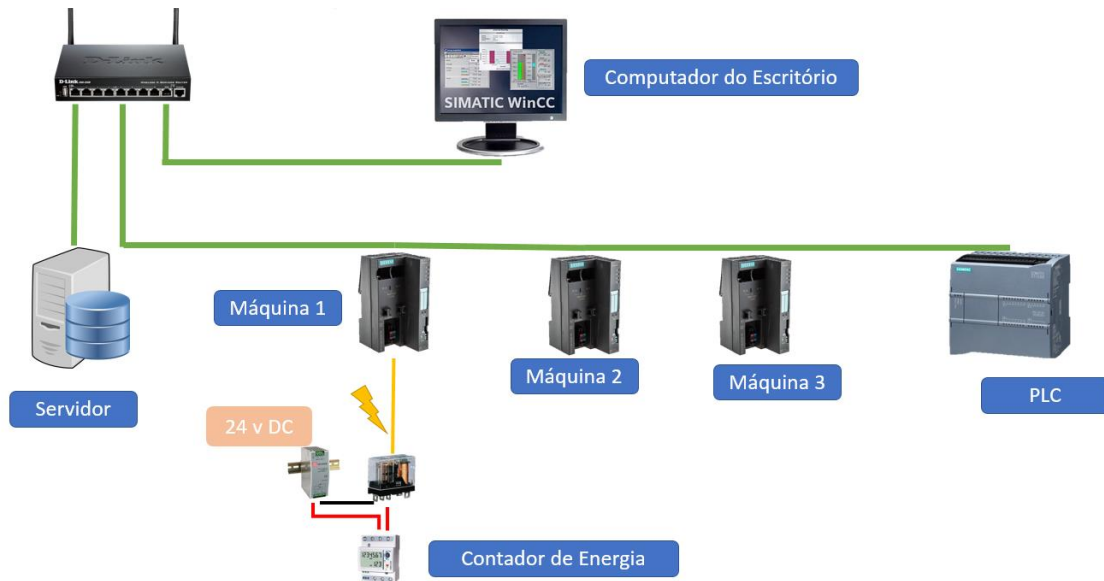 D-Link
D-Link
SIMATIC WinCC
Computador do Escritório
Máquina 1
Máquina 2
Máquina 3
Servidor
PLC
24 v DC
Contador de Energia